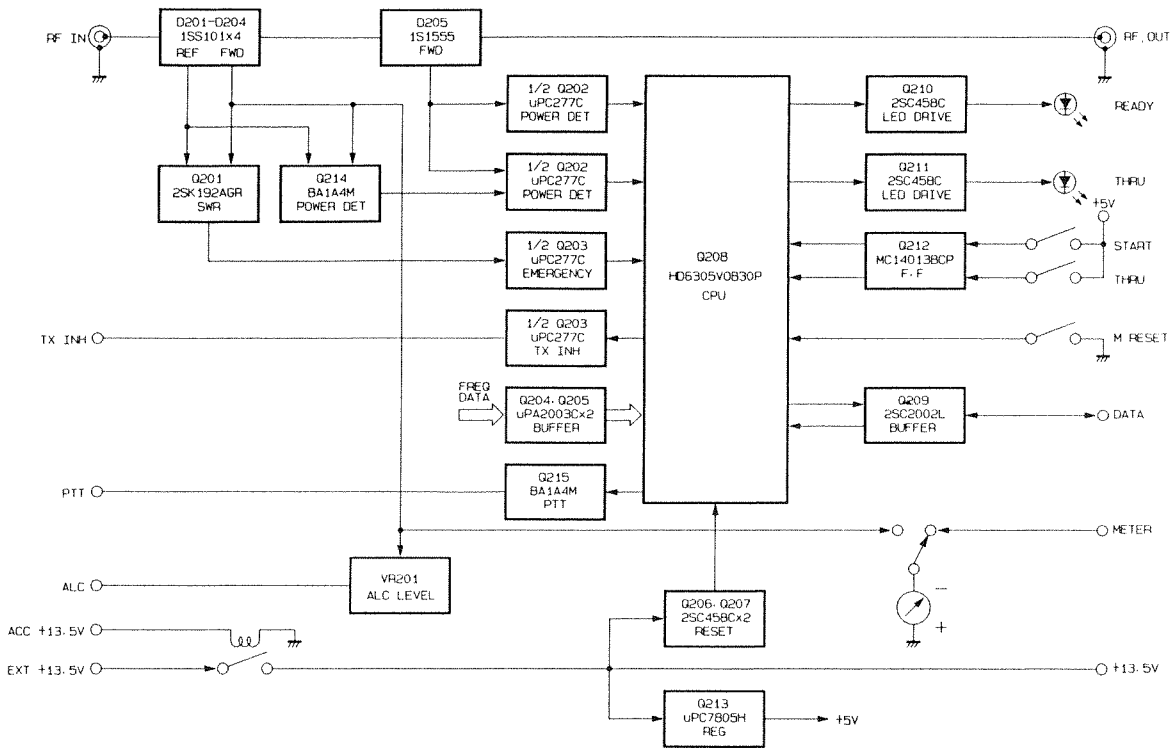 RF IN
D201-D204
1SS101x4
REF FWD
D205
1S1555
FWD
RF, OUT
1/2 Q202
uPC277C
POWER DET
Q210
2SC458C
LED DRIVE
READY
Q201
2SK192AGR
SWR
Q214
BA1A4M
POWER DET
1/2 Q202
uPC277C
POWER DET
Q211
2SC458C
LED DRIVE
THRU
+5V
1/2 Q203
uPC277C
EMERGENCY
Q208
HD6305V0B30P
CPU
Q212
MC14013BCP
F.F
START
THRU
TX INH
1/2 Q203
uPC277C
TX INH
M RESET
FREQ
DATA
Q204, Q205
uPA2003Cx2
BUFFER
Q209
2SC2002L
BUFFER
DATA
PTT
Q215
BA1A4M
PTT
METER
ALC
VR201
ALC LEVEL
Q206, Q207
2SC458Cx2
RESET
-
+
ACC +13.5V
EXT +13.5V
+13.5V
Q213
uPC7805H
REG
+5V